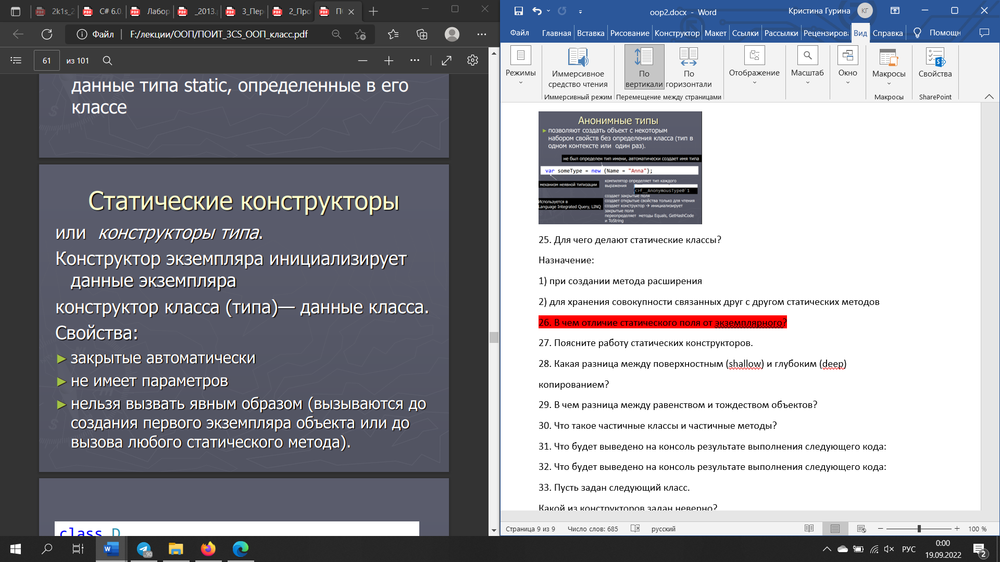 2k1s_2
C# 6.0.
Лабор
_2013.р
3_Пер
2_Про
ПО
Файл
F:/лекции/ООП/ПОИТ_3CS_ООП_класс.pdf
61
из 101
данные типа static, определенные в его
классе
Статические конструкторы
или конструкторы типа.
Конструктор экземпляра инициализирует
данные экземпляра
конструктор класса (типа)— данные класса.
Свойства:
закрытые автоматически
не имеет параметров
нельзя вызвать явным образом (вызываются до
создания первого экземпляра объекта или до
вызова любого статического метода).
class D
oop2.docx - Word
Кристина Гурина
КГ
Файл Главная Вставка Рисование Конструктор Макет Ссылки Рассылки Рецензирова Вид Справка Помощн
Режимы
Иммерсивное
средство чтения
Иммерсивный режим
По
вертикали
По
горизонтали
Перемещение между страницами
Отображение
Масштаб
Окно
Макросы
Макросы
Свойства
SharePoint
Анонимные типы
позволяют создать объект с некоторым
набором свойств без определения класса (тип в
одном контексте или один раз).
не был определен тип имени, автоматически создает имя типа
var someType = new {Name = "Anna"};
механизм неявной типизации
компилятор определяет тип каждого
выражения
<>f__AnonymousType0`1
Используется в
Language Integrated Query, LINQ
создает закрытые поля
создает открытые свойства только для чтения
создает конструктор → инициализирует
закрытые поля
переопределяет методы Equals, GetHashCode
и ToString
25. Для чего делают статические классы?
Назначение:
1) при создании метода расширения
2) для хранения совокупности связанных друг с другом статических методов
26. В чем отличие статического поля от экземплярного?
27. Поясните работу статических конструкторов.
28. Какая разница между поверхностным (shallow) и глубоким (deep)
копированием?
29. В чем разница между равенством и тождеством объектов?
30. Что такое частичные классы и частичные методы?
31. Что будет выведено на консоль результате выполнения следующего кода:
32. Что будет выведено на консоль результате выполнения следующего кода:
33. Пусть задан следующий класс.
Какой из конструкторов задан неверно?
Страница 9 из 9
Число слов: 685
русский
100 %
90
РУС
0:00
19.09.2022
2